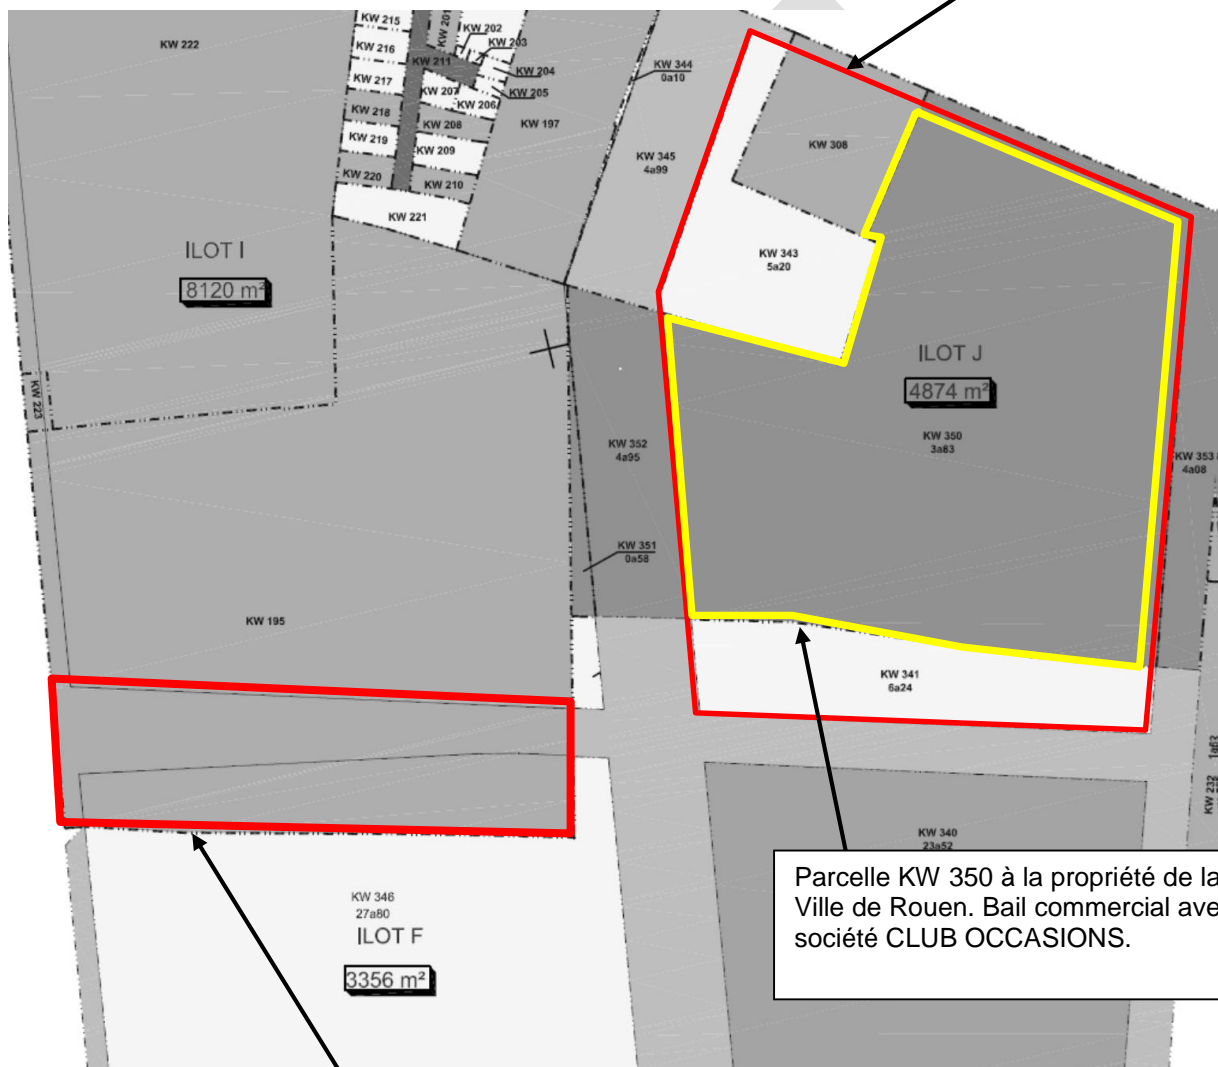 KW 215
KW 201
KW 202
KW 203
KW 222
KW 216
KW 211
KW 204
KW 344
0a10
KW 217
KW 207
KW 205
KW 206
KW 218
KW 208
KW 197
KW 219
KW 209
KW 308
KW 345
4a99
KW 220
KW 210
KW 221
ILOT I
8120 m²
KW 343
5a20
ILOT J
4874 m²
KW 223
KW 352
4a95
KW 350
3a83
KW 353
4a08
KW 351
0a58
KW 195
KW 341
6a24
1a62
KW 232
KW 340
23a52
KW 346
27a80
ILOT F
3356 m²
Parcelle KW 350 à la propriété de la
Ville de Rouen. Bail commercial ave
société CLUB OCCASIONS.